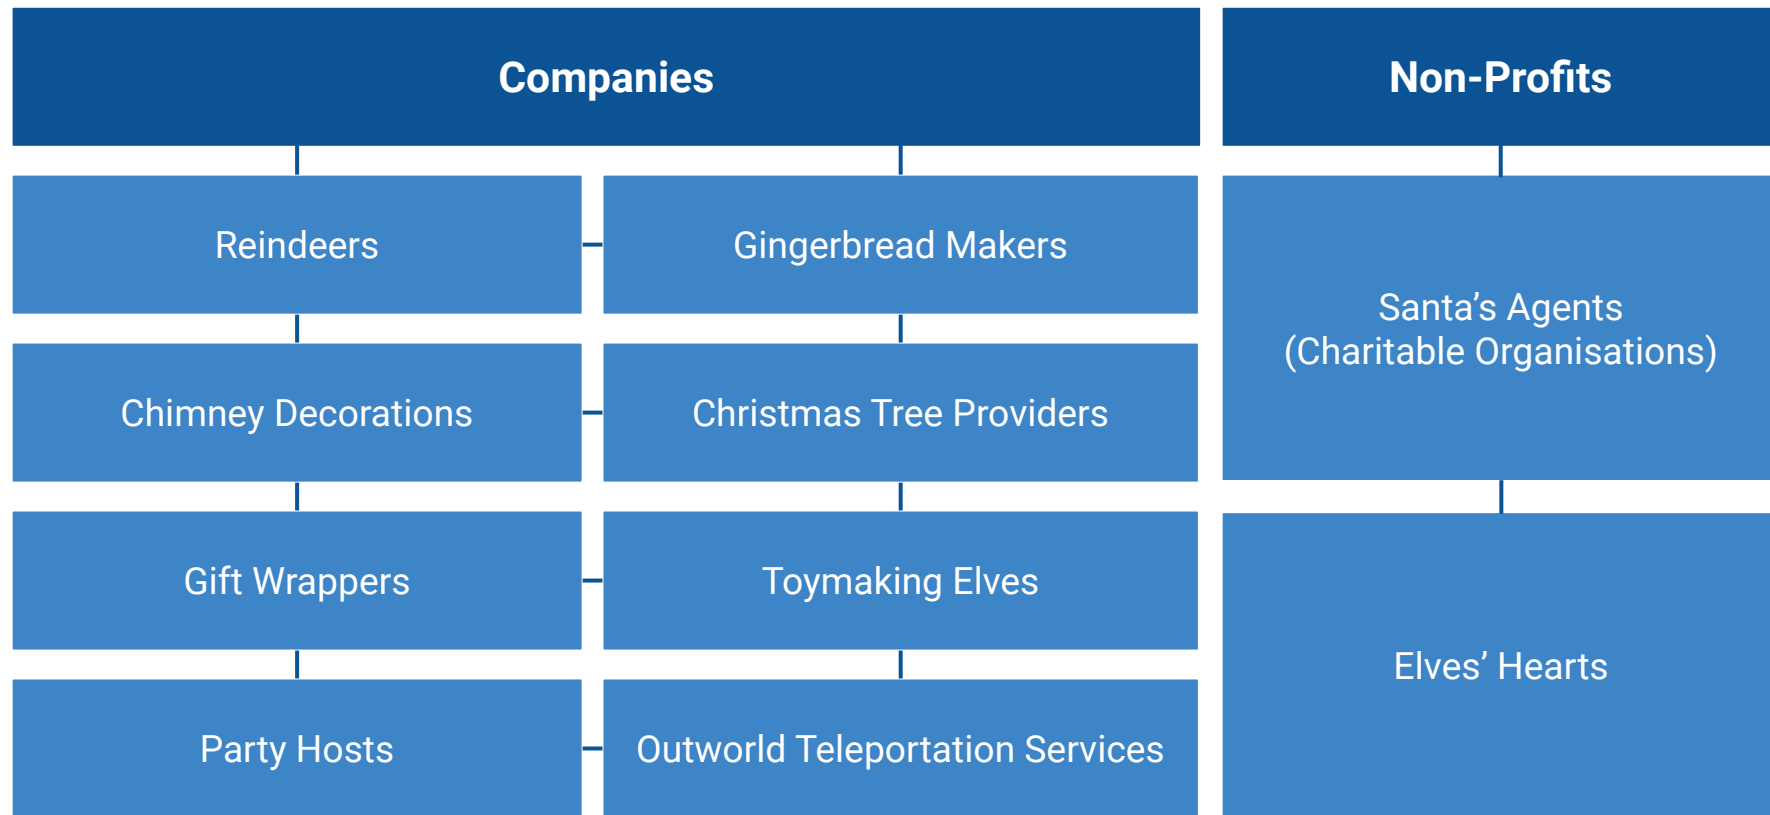 Companies
Non-Profits
Reindeers
Gingerbread Makers
Santa’s Agents
(Charitable Organisations)
Chimney Decorations
Christmas Tree Providers
Gift Wrappers
Toymaking Elves
Elves’ Hearts
Party Hosts
Outworld Teleportation Services